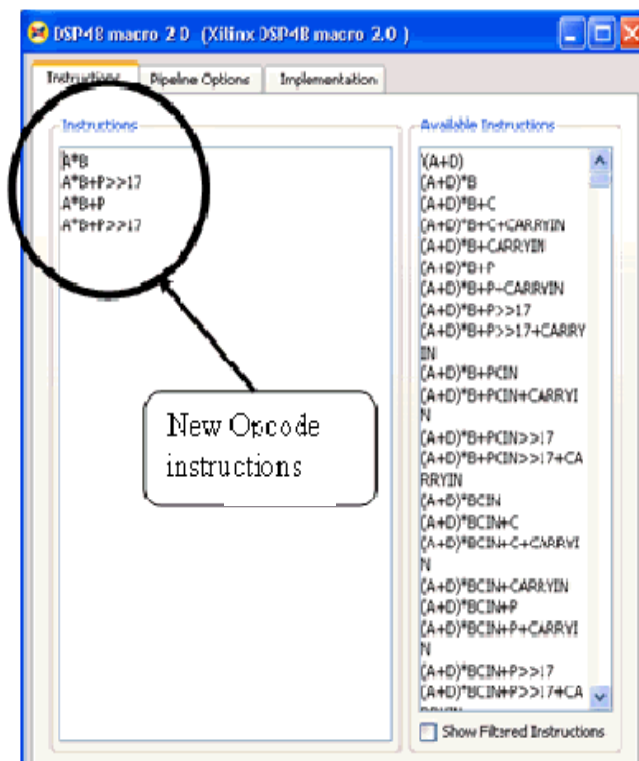 DSP48 macro 2.0 (Xilinx DSP48 macro 2.0 )
Instructions Pipeline Options Implementation
Instructions
A*B
A*B+P>>17
A*B+P
A*B+P>>17
New Opcode
instructions
Available Instructions
(A+D)
(A+D)*B
(A+D)*B+C
(A+D)*B+C+CARRYIN
(A+D)*B+CARRYIN
(A+D)*B+P
(A+D)*B+P+CARRYIN
(A+D)*B+P>>17
(A+D)*B+P>>17+CARRY
IN
(A+D)*B+PCIN
(A+D)*B+PCIN+CARRYI
N
(A+D)*B+PCIN>>17
(A+D)*B+PCIN>>17+CA
RRYIN
(A+D)*BCIN
(A+D)*BCIN+C
(A+D)*BCIN+C+CARRYI
N
(A+D)*BCIN+CARRYIN
(A+D)*BCIN+P
(A+D)*BCIN+P+CARRYI
N
(A+D)*BCIN+P>>17
(A+D)*BCIN+P>>17+CA
Show Filtered Instructions